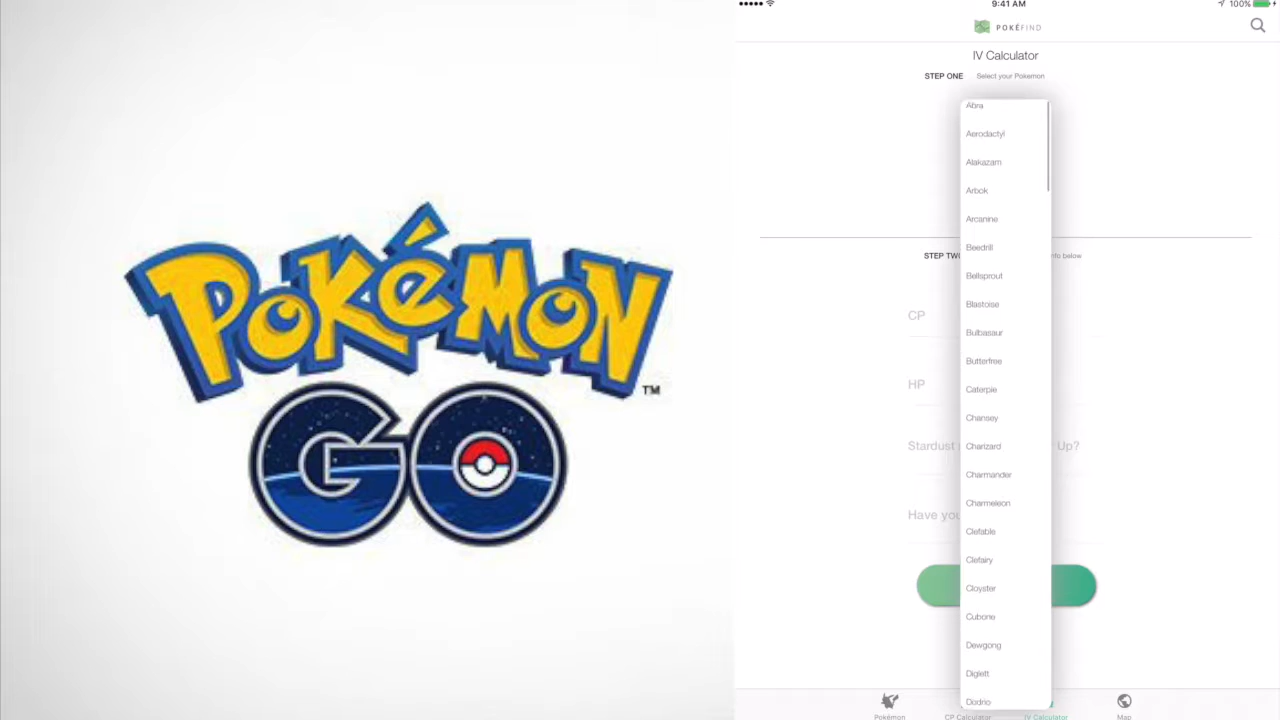 POKéMON
™
GO
9:41 AM
100%
POKÉFIND
IV Calculator
STEP ONE Select your Pokemon
Abra
Aerodactyl
Alakazam
Arbok
Arcanine
Beedrill
STEP info below
Bellsprout
Blastoise
CP
Bulbasaur
Butterfree
HP
Caterpie
Chansey
Stardust Up?
Charizard
Charmander
Charmeleon
Have you
Clefable
Clefairy
Cloyster
Cubone
Dewgong
Diglett
Dodrio
Pokémon CP Calculator IV Calculator Map